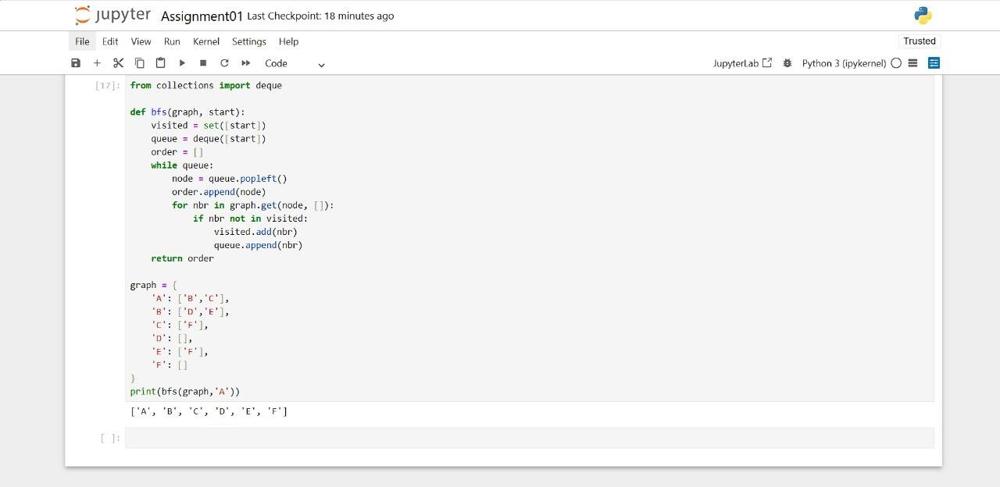 jupyter Assignment01 Last Checkpoint: 18 minutes ago
File Edit View Run Kernel Settings Help Trusted
Code JupyterLab Python 3 (ipykernel)
[17]: from collections import deque
def bfs(graph, start):
    visited = set([start])
    queue = deque([start])
    order = []
    while queue:
        node = queue.popleft()
        order.append(node)
        for nbr in graph.get(node, []):
            if nbr not in visited:
                visited.add(nbr)
                queue.append(nbr)
    return order
graph = {
    'A': ['B','C'],
    'B': ['D','E'],
    'C': ['F'],
    'D': [],
    'E': ['F'],
    'F': []
}
print(bfs(graph,'A'))
['A', 'B', 'C', 'D', 'E', 'F']
[ ]: